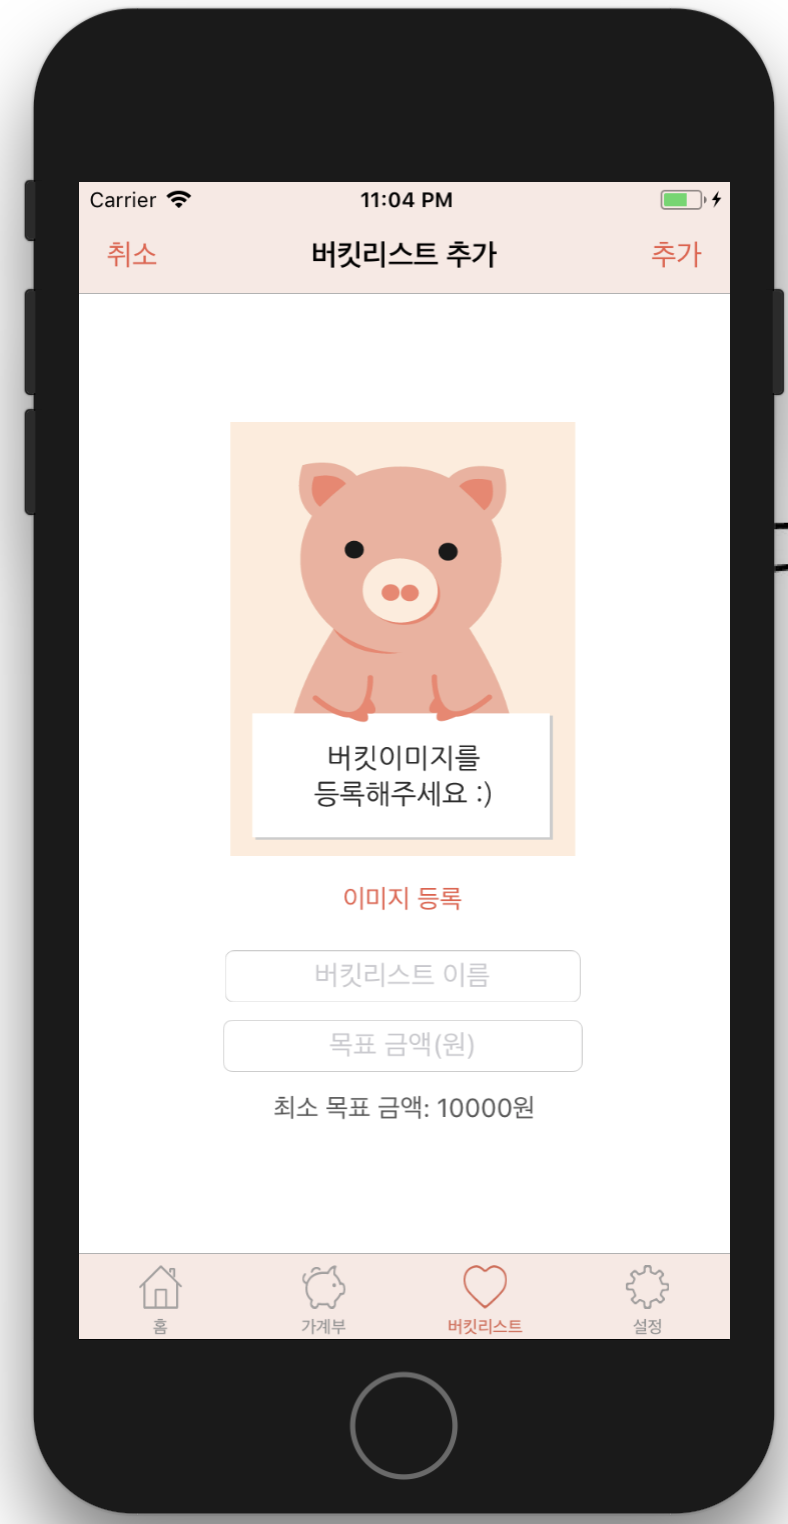 Carrier
11:04 PM
취소
버킷리스트 추가
추가
버킷이미지를
등록해주세요 :)
이미지 등록
버킷리스트 이름
목표 금액(원)
최소 목표 금액: 10000원
홈
가계부
버킷리스트
설정